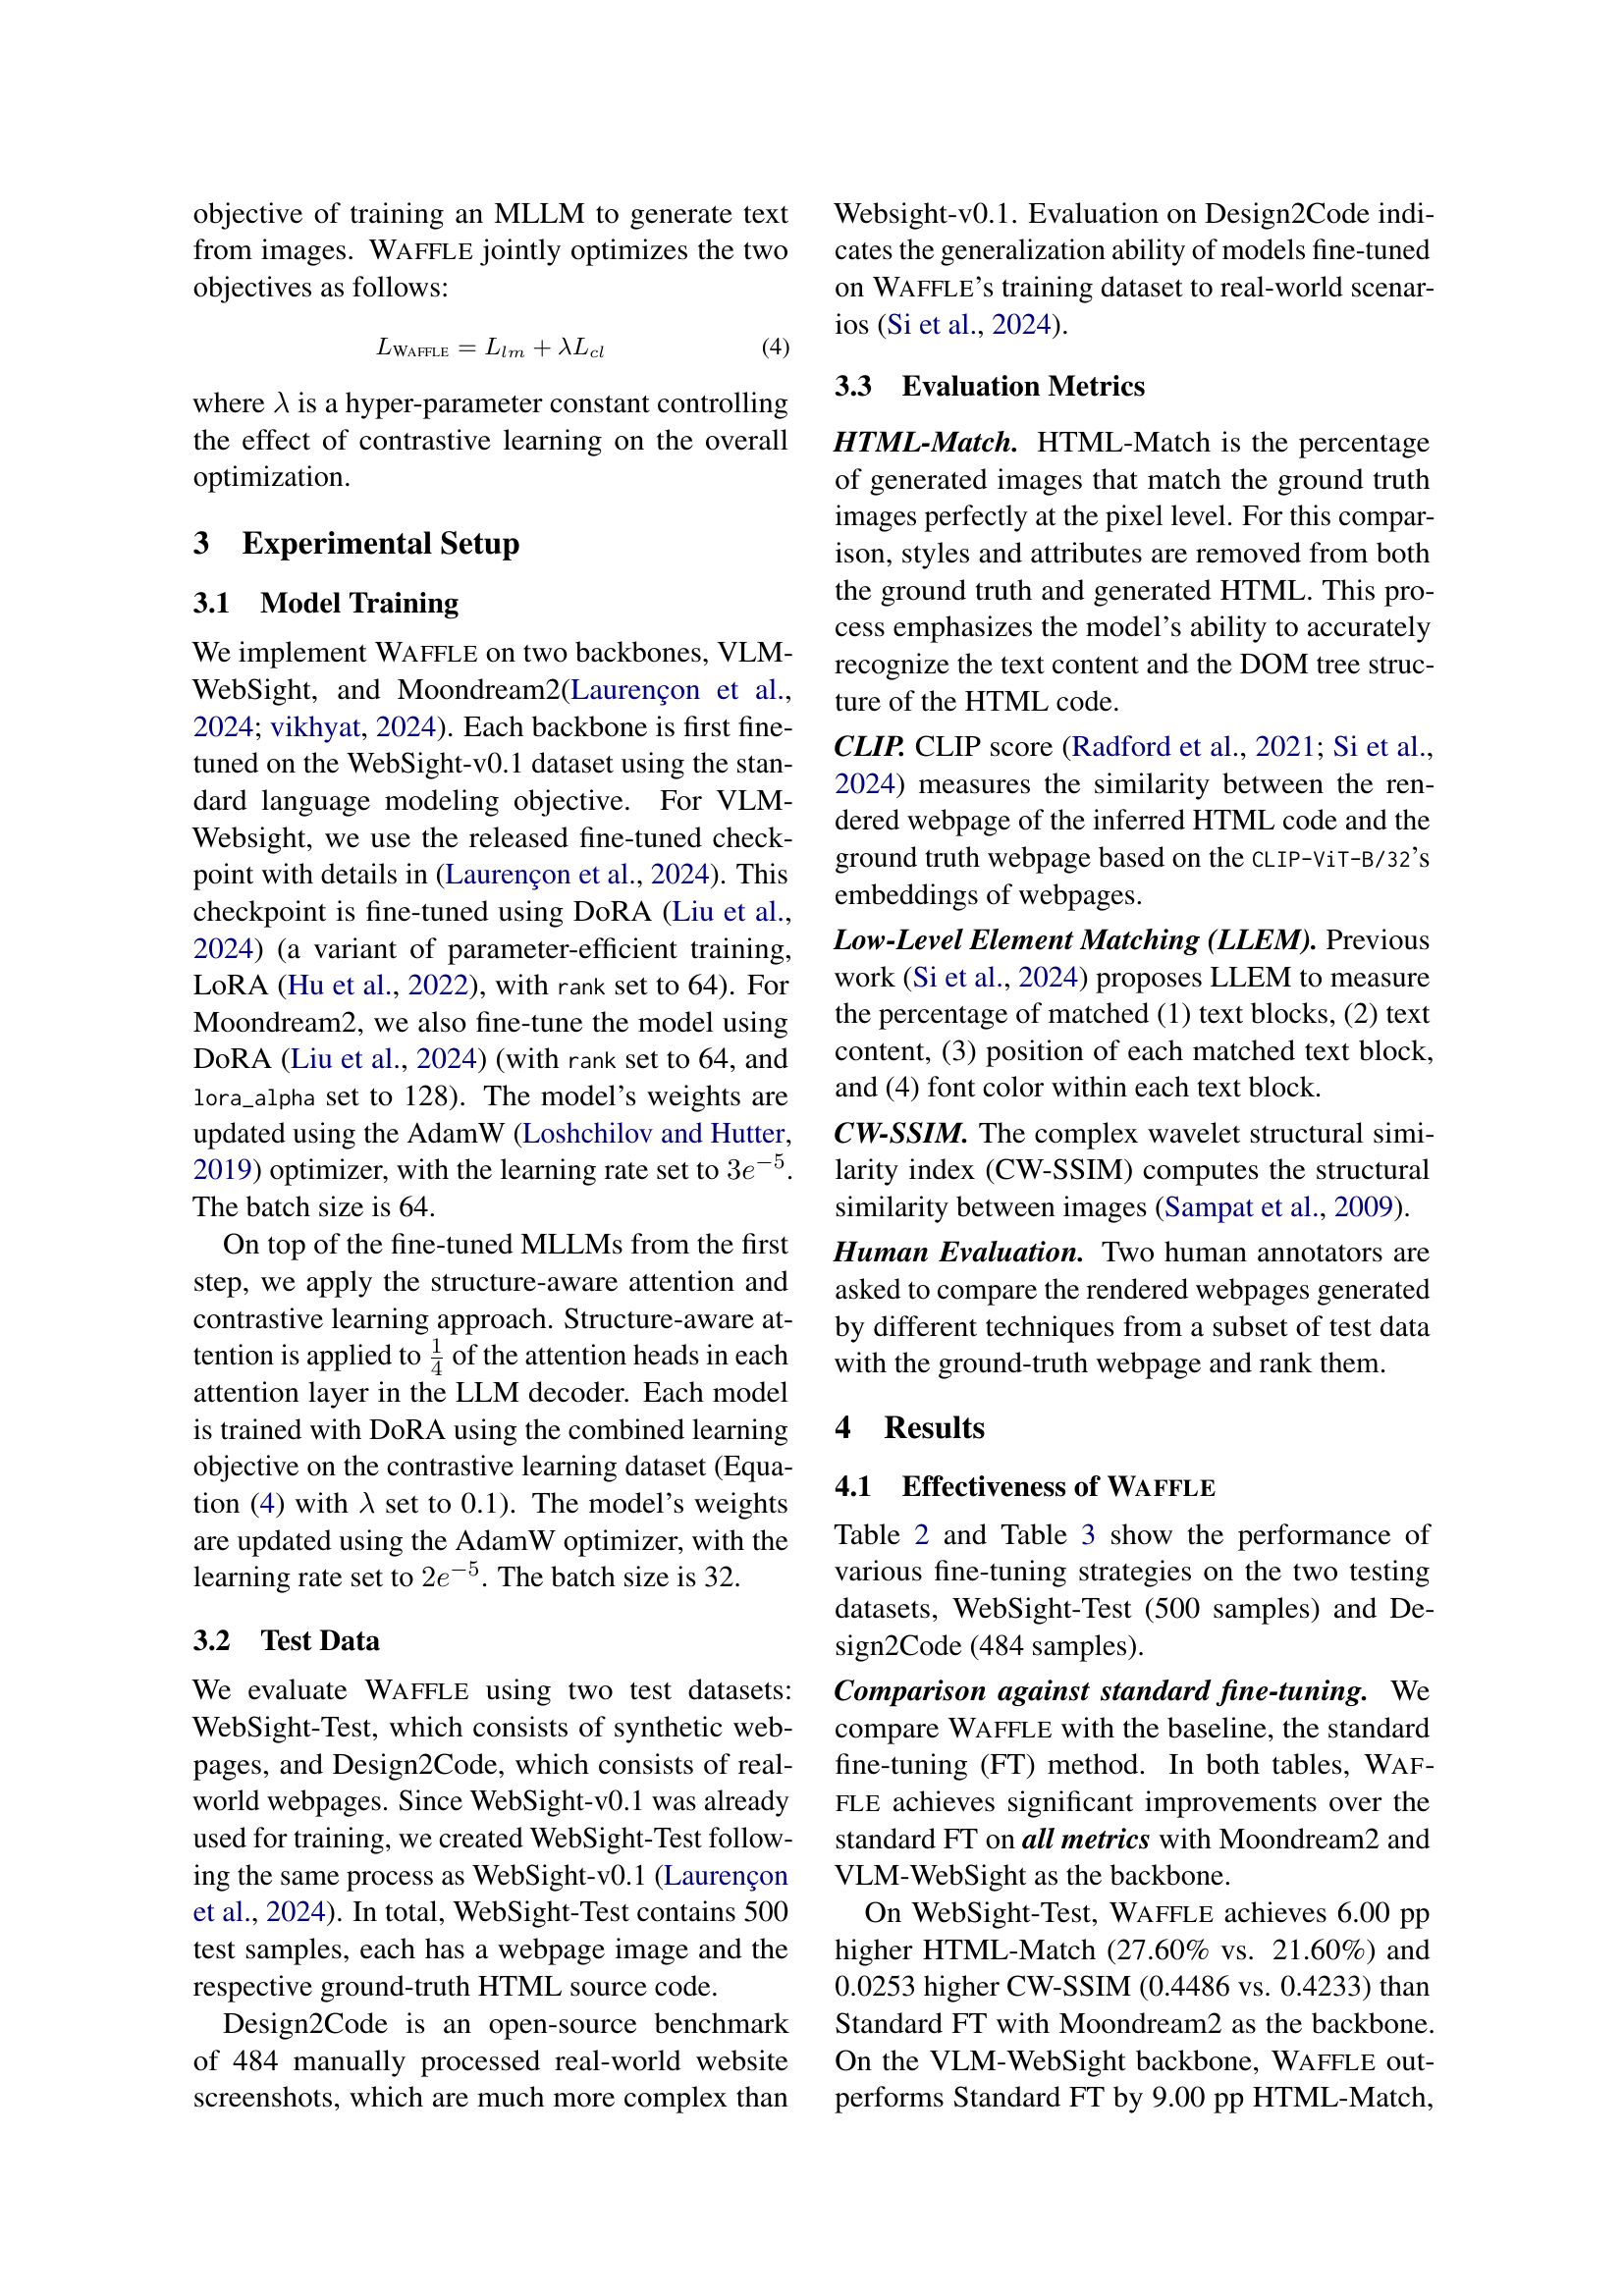 objective of training an MLLM to generate text
from images. WAFFLE jointly optimizes the two
objectives as follows:
L_WAFFLE = L_lm + λL_cl (4)
where λ is a hyper-parameter constant controlling
the effect of contrastive learning on the overall
optimization.
3 Experimental Setup
3.1 Model Training
We implement WAFFLE on two backbones, VLM-
WebSight, and Moondream2(Laurençon et al.,
2024; vikhyat, 2024). Each backbone is first fine-
tuned on the WebSight-v0.1 dataset using the stan-
dard language modeling objective. For VLM-
Websight, we use the released fine-tuned check-
point with details in (Laurençon et al., 2024). This
checkpoint is fine-tuned using DoRA (Liu et al.,
2024) (a variant of parameter-efficient training,
LoRA (Hu et al., 2022), with rank set to 64). For
Moondream2, we also fine-tune the model using
DoRA (Liu et al., 2024) (with rank set to 64, and
lora_alpha set to 128). The model's weights are
updated using the AdamW (Loshchilov and Hutter,
2019) optimizer, with the learning rate set to 3e⁻⁵.
The batch size is 64.
On top of the fine-tuned MLLMs from the first
step, we apply the structure-aware attention and
contrastive learning approach. Structure-aware at-
tention is applied to 1/4 of the attention heads in each
attention layer in the LLM decoder. Each model
is trained with DoRA using the combined learning
objective on the contrastive learning dataset (Equa-
tion (4) with λ set to 0.1). The model's weights
are updated using the AdamW optimizer, with the
learning rate set to 2e⁻⁵. The batch size is 32.
3.2 Test Data
We evaluate WAFFLE using two test datasets:
WebSight-Test, which consists of synthetic web-
pages, and Design2Code, which consists of real-
world webpages. Since WebSight-v0.1 was already
used for training, we created WebSight-Test follow-
ing the same process as WebSight-v0.1 (Laurençon
et al., 2024). In total, WebSight-Test contains 500
test samples, each has a webpage image and the
respective ground-truth HTML source code.
Design2Code is an open-source benchmark
of 484 manually processed real-world website
screenshots, which are much more complex than
Websight-v0.1. Evaluation on Design2Code indi-
cates the generalization ability of models fine-tuned
on WAFFLE's training dataset to real-world scenar-
ios (Si et al., 2024).
3.3 Evaluation Metrics
HTML-Match. HTML-Match is the percentage
of generated images that match the ground truth
images perfectly at the pixel level. For this compar-
ison, styles and attributes are removed from both
the ground truth and generated HTML. This pro-
cess emphasizes the model's ability to accurately
recognize the text content and the DOM tree struc-
ture of the HTML code.
CLIP. CLIP score (Radford et al., 2021; Si et al.,
2024) measures the similarity between the ren-
dered webpage of the inferred HTML code and the
ground truth webpage based on the CLIP-ViT-B/32's
embeddings of webpages.
Low-Level Element Matching (LLEM). Previous
work (Si et al., 2024) proposes LLEM to measure
the percentage of matched (1) text blocks, (2) text
content, (3) position of each matched text block,
and (4) font color within each text block.
CW-SSIM. The complex wavelet structural simi-
larity index (CW-SSIM) computes the structural
similarity between images (Sampat et al., 2009).
Human Evaluation. Two human annotators are
asked to compare the rendered webpages generated
by different techniques from a subset of test data
with the ground-truth webpage and rank them.
4 Results
4.1 Effectiveness of WAFFLE
Table 2 and Table 3 show the performance of
various fine-tuning strategies on the two testing
datasets, WebSight-Test (500 samples) and De-
sign2Code (484 samples).
Comparison against standard fine-tuning. We
compare WAFFLE with the baseline, the standard
fine-tuning (FT) method. In both tables, WAF-
FLE achieves significant improvements over the
standard FT on all metrics with Moondream2 and
VLM-WebSight as the backbone.
On WebSight-Test, WAFFLE achieves 6.00 pp
higher HTML-Match (27.60% vs. 21.60%) and
0.0253 higher CW-SSIM (0.4486 vs. 0.4233) than
Standard FT with Moondream2 as the backbone.
On the VLM-WebSight backbone, WAFFLE out-
performs Standard FT by 9.00 pp HTML-Match,